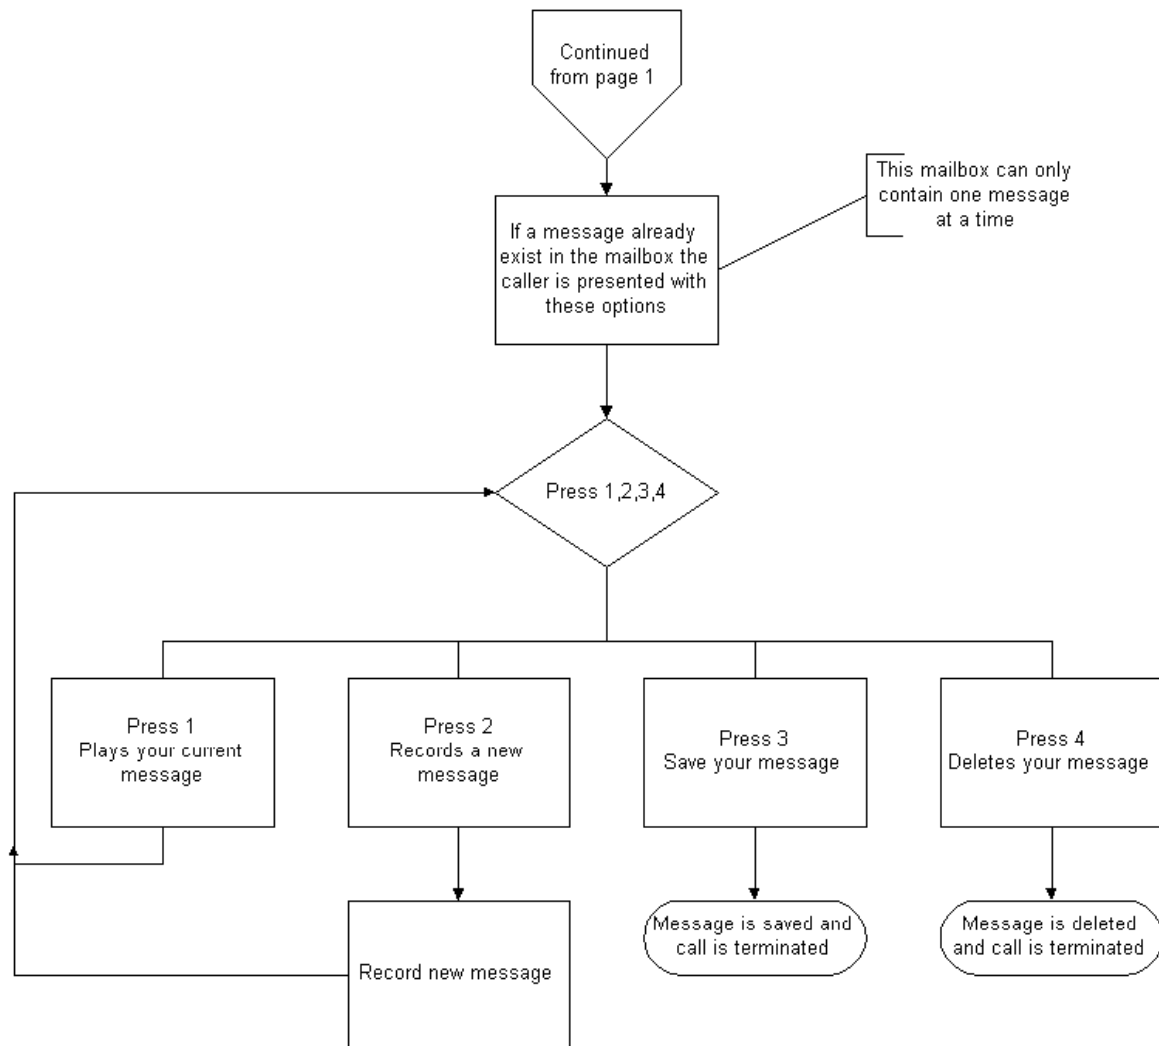 Continued
from page 1
This mailbox can only
contain one message
at a time
If a message already
exist in the mailbox the
caller is presented with
these options
Press 1,2,3,4
Press 1
Plays your current
message
Press 2
Records a new
message
Press 3
Save your message
Press 4
Deletes your message
Record new message
Message is saved and
call is terminated
Message is deleted
and call is terminated